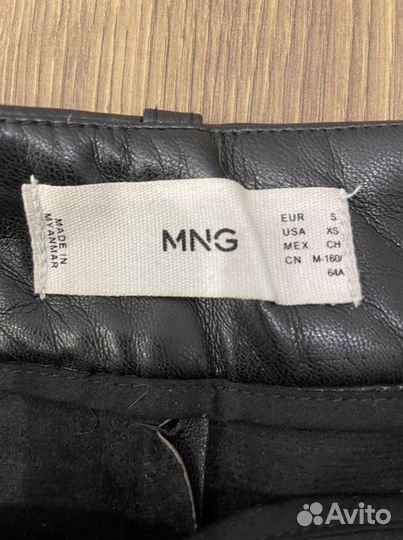 MADE IN
MYANMAR
MNG
EUR S
USA XS
MEX CH
CN M-160/
64A
Avito